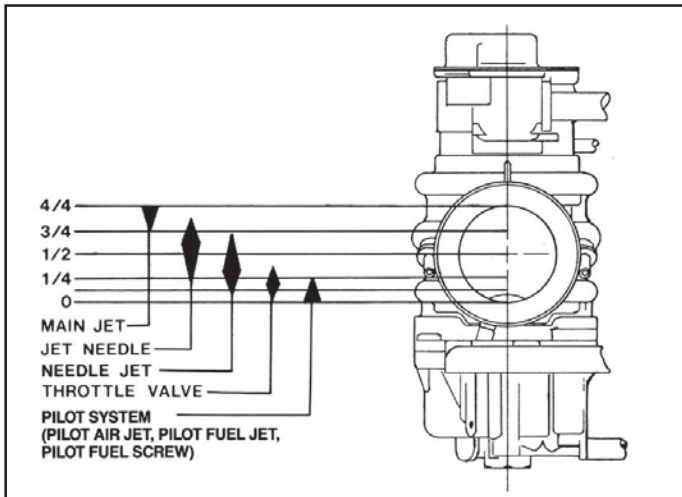 4/4
3/4
1/2
1/4
0
MAIN JET
JET NEEDLE
NEEDLE JET
THROTTLE VALVE
PILOT SYSTEM
(PILOT AIR JET, PILOT FUEL JET,
PILOT FUEL SCREW)